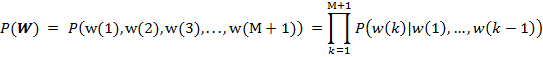 P(W) = P(w(1),w(2),w(3),...,w(M + 1)) = ∏_{k=1}^{M+1} P(w(k)|w(1),...,w(k − 1))